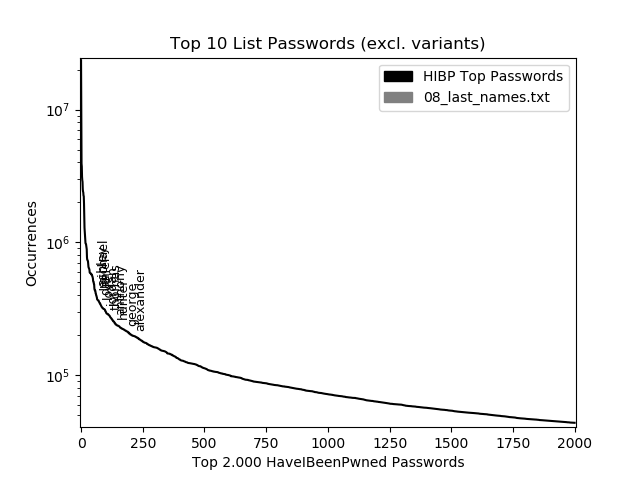 Top 10 List Passwords (excl. variants)
HIBP Top Passwords
08_last_names.txt
Occurrences
10⁷
10⁶
10⁵
hunter
george
alexander
0 250 500 750 1000 1250 1500 1750 2000
Top 2.000 HaveIBeenPwned Passwords